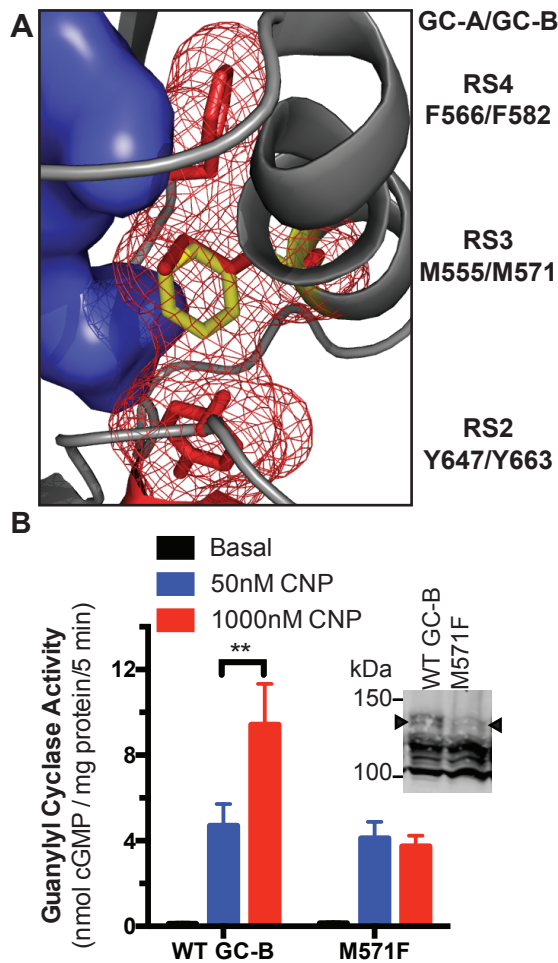 A
GC-A/GC-B
RS4
F566/F582
RS3
M555/M571
RS2
Y647/Y663
B
Basal
50nM CNP
1000nM CNP
Guanylyl Cyclase Activity
(nmol cGMP / mg protein/5 min)
12
8
4
0
**
kDa
WT GC-B
M571F
150
100
WT GC-B
M571F